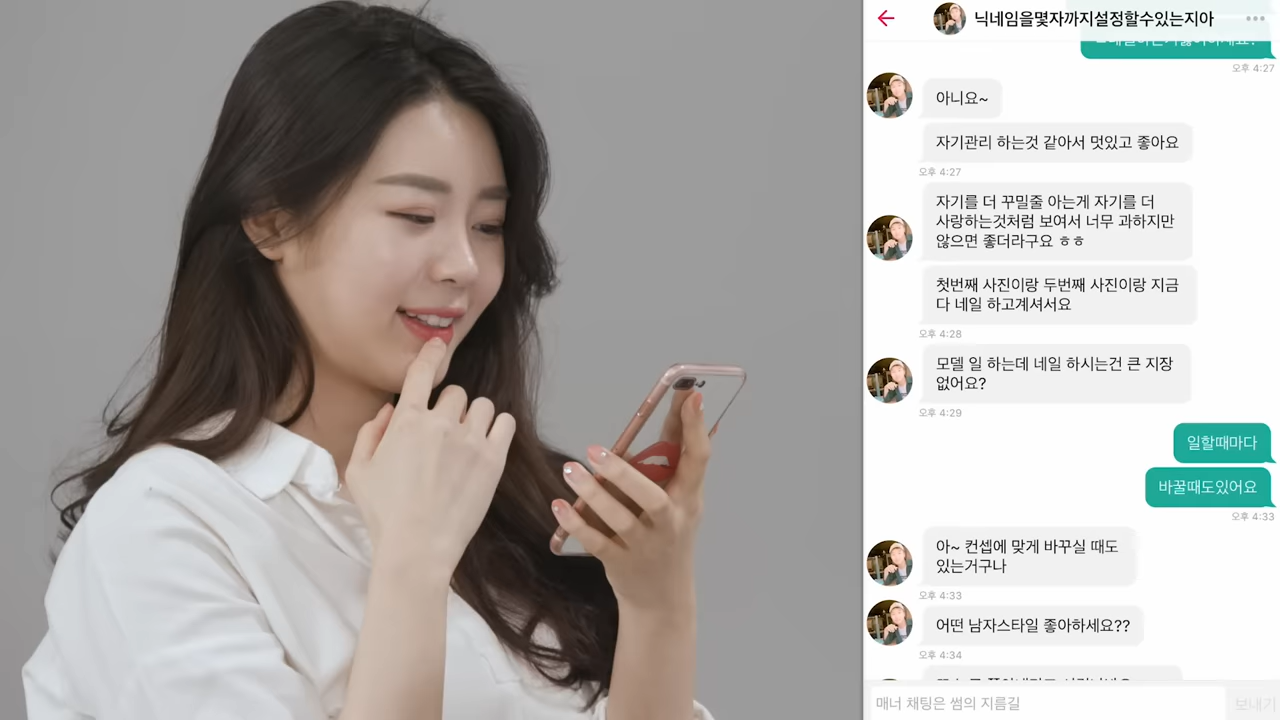 닉네임을몇자까지설정할수있는지아
오후 4:27
아니요~
자기관리 하는것 같아서 멋있고 좋아요
오후 4:27
자기를 더 꾸밀줄 아는게 자기를 더
사랑하는것처럼 보여서 너무 과하지만
않으면 좋더라구요 ㅎㅎ
첫번째 사진이랑 두번째 사진이랑 지금
다 네일 하고계셔서요
오후 4:28
모델 일 하는데 네일 하시는건 큰 지장
없어요?
오후 4:29
일할때마다
바꿀때도있어요
오후 4:33
아~ 컨셉에 맞게 바꾸실 때도
있는거구나
오후 4:33
어떤 남자스타일 좋아하세요??
오후 4:34
매너 채팅은 썸의 지름길
보내기